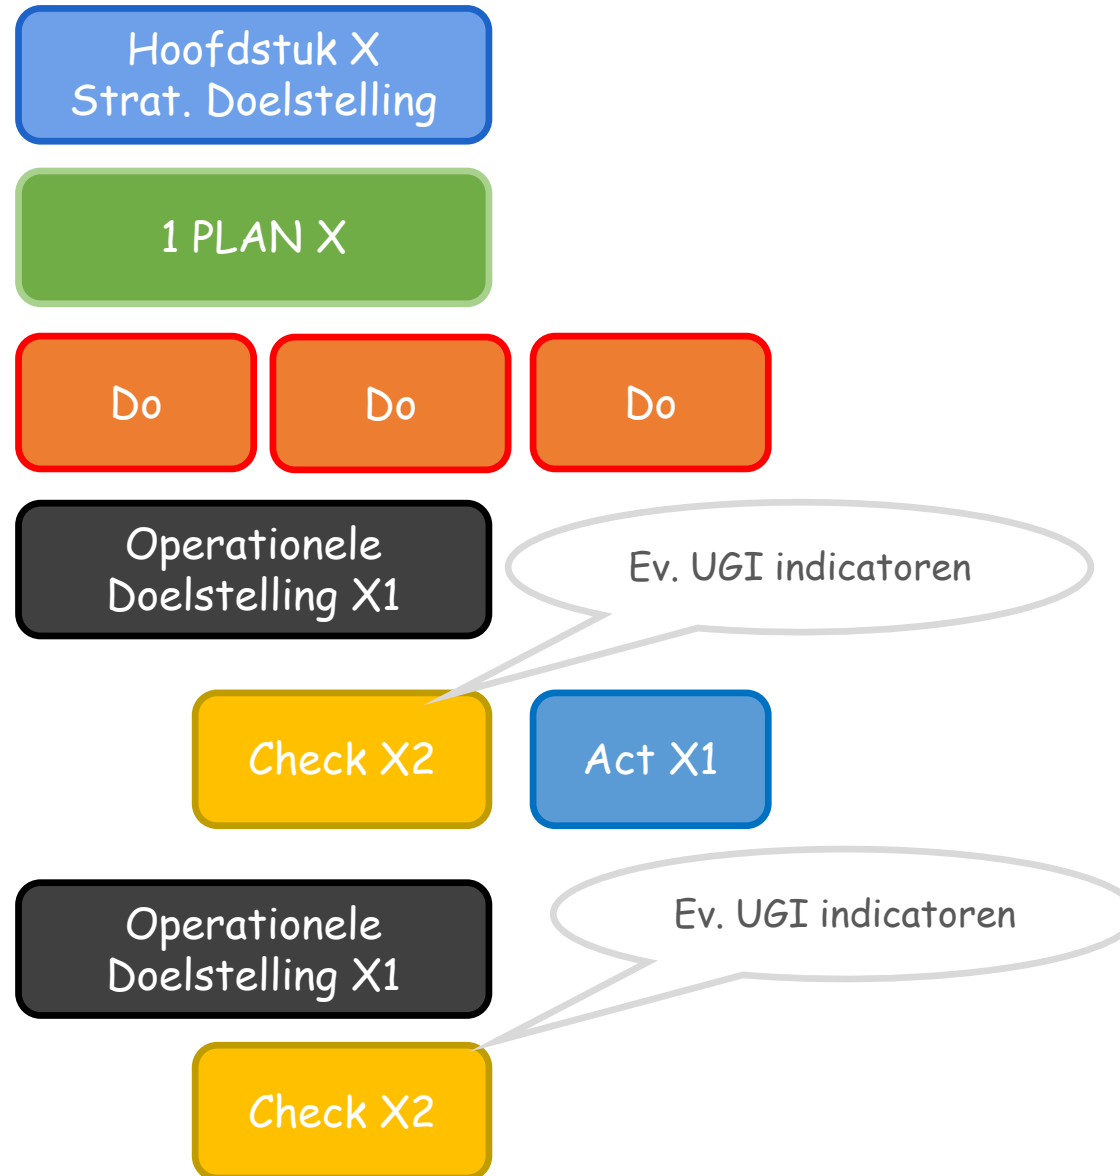 Hoofdstuk X
Strat. Doelstelling
1 PLAN X
Do
Do
Do
Operationele
Doelstelling X1
Ev. UGI indicatoren
Check X2
Act X1
Operationele
Doelstelling X1
Ev. UGI indicatoren
Check X2